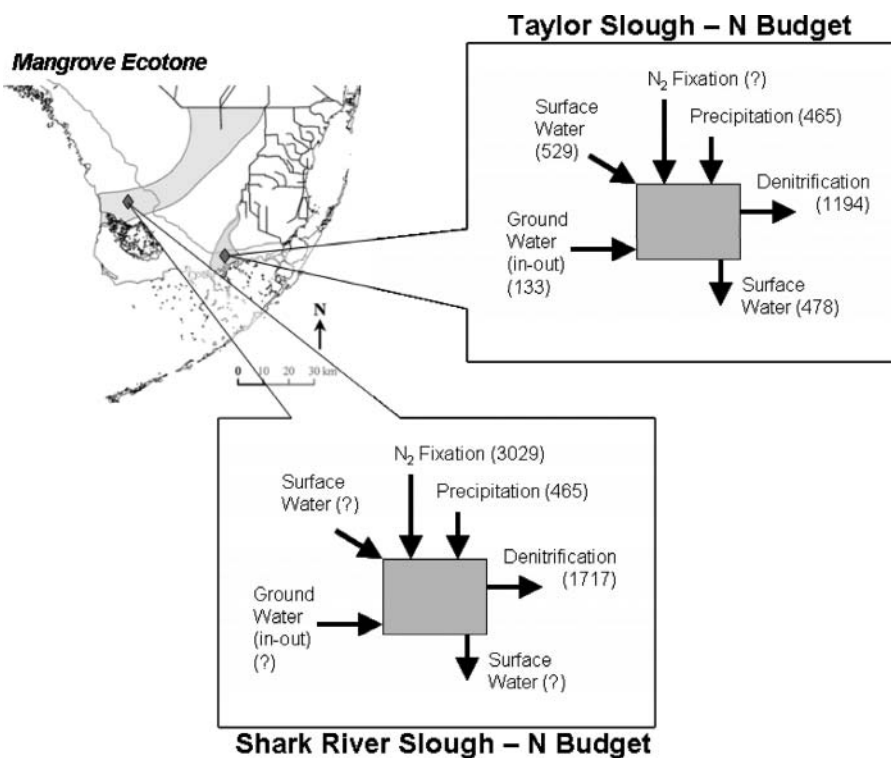 Taylor Slough – N Budget
Mangrove Ecotone
N₂ Fixation (?)
Surface
Water
(529)
Precipitation (465)
Denitrification
(1194)
Ground
Water
(in-out)
(133)
Surface
Water (478)
N
0 10 20 30 km
N₂ Fixation (3029)
Surface
Water (?)
Precipitation (465)
Denitrification
(1717)
Ground
Water
(in-out)
(?)
Surface
Water (?)
Shark River Slough – N Budget